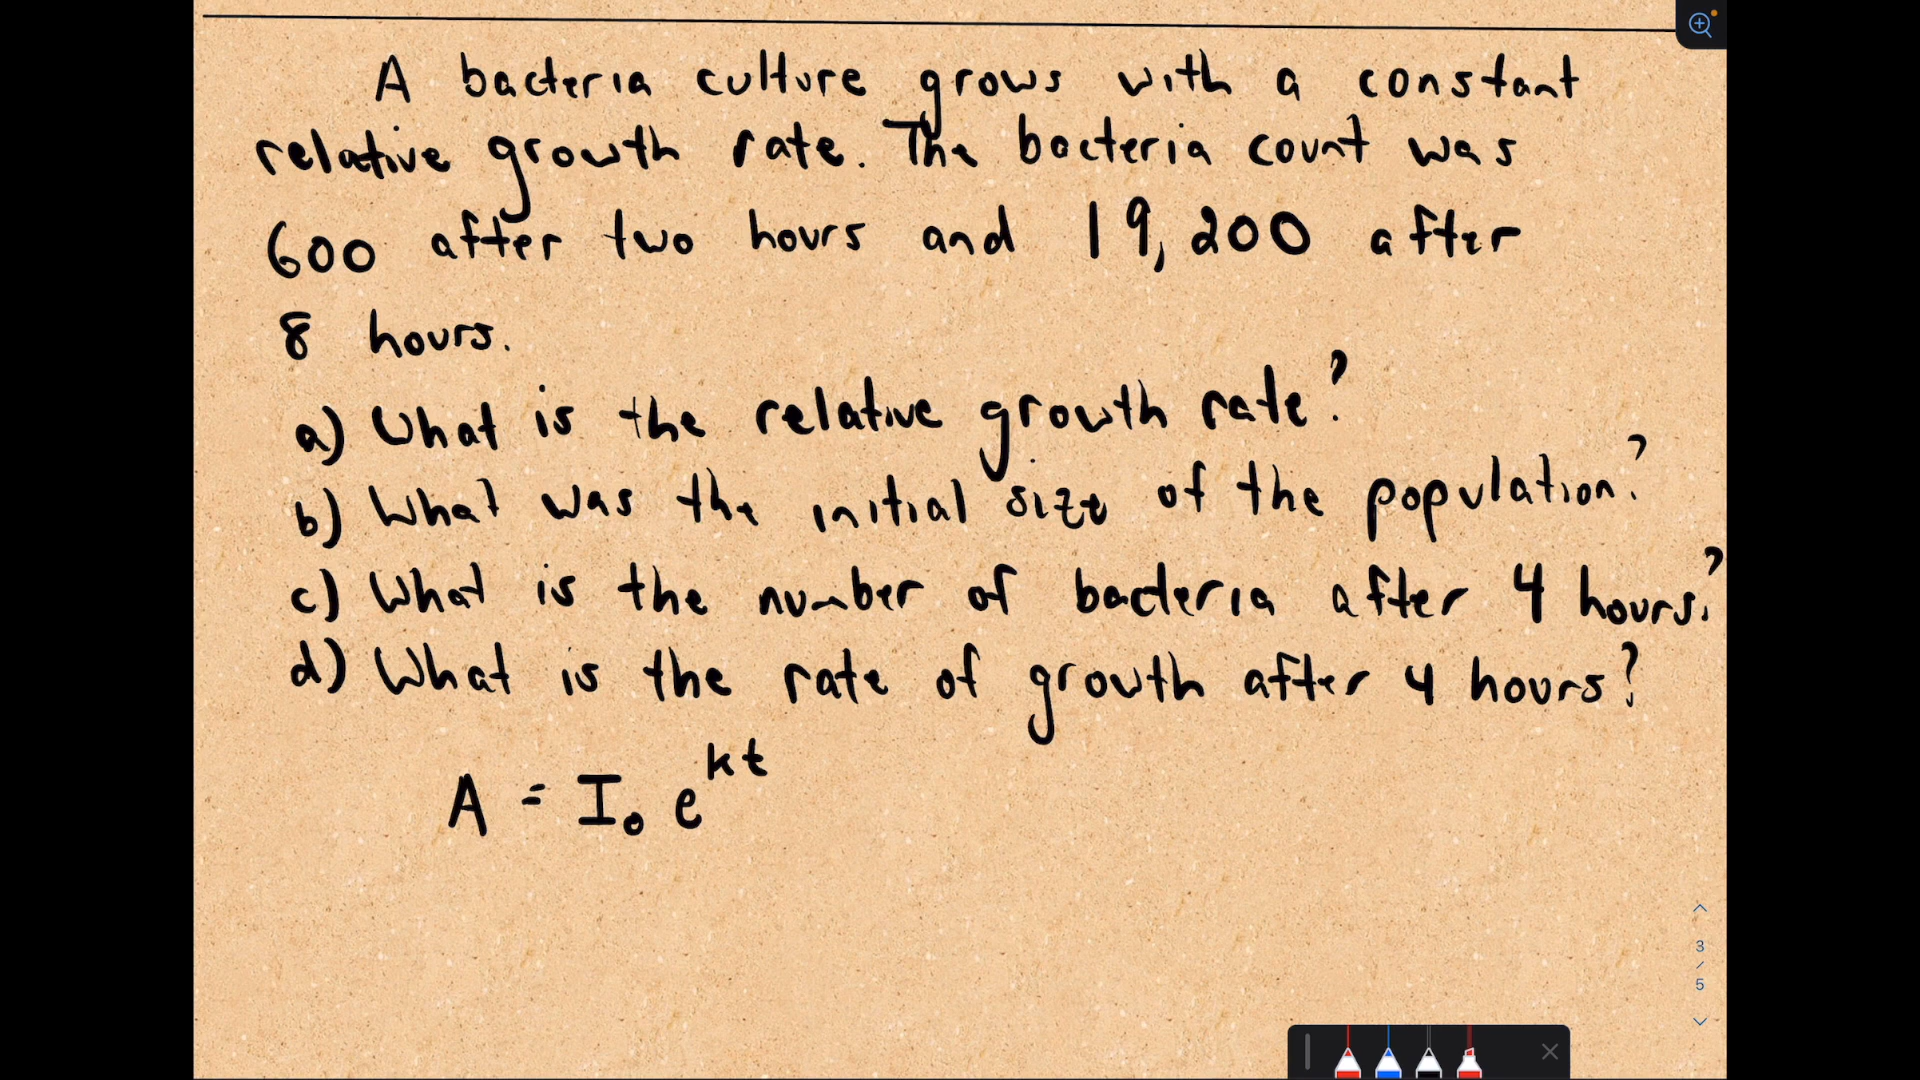 A bacteria culture grows with a constant
relative growth rate. The bacteria count was
600 after two hours and 19,200 after
8 hours.
a) What is the relative growth rate?
b) What was the initial size of the population?
c) What is the number of bacteria after 4 hours?
d) What is the rate of growth after 4 hours?
A = I₀ e^kt
3
/
5